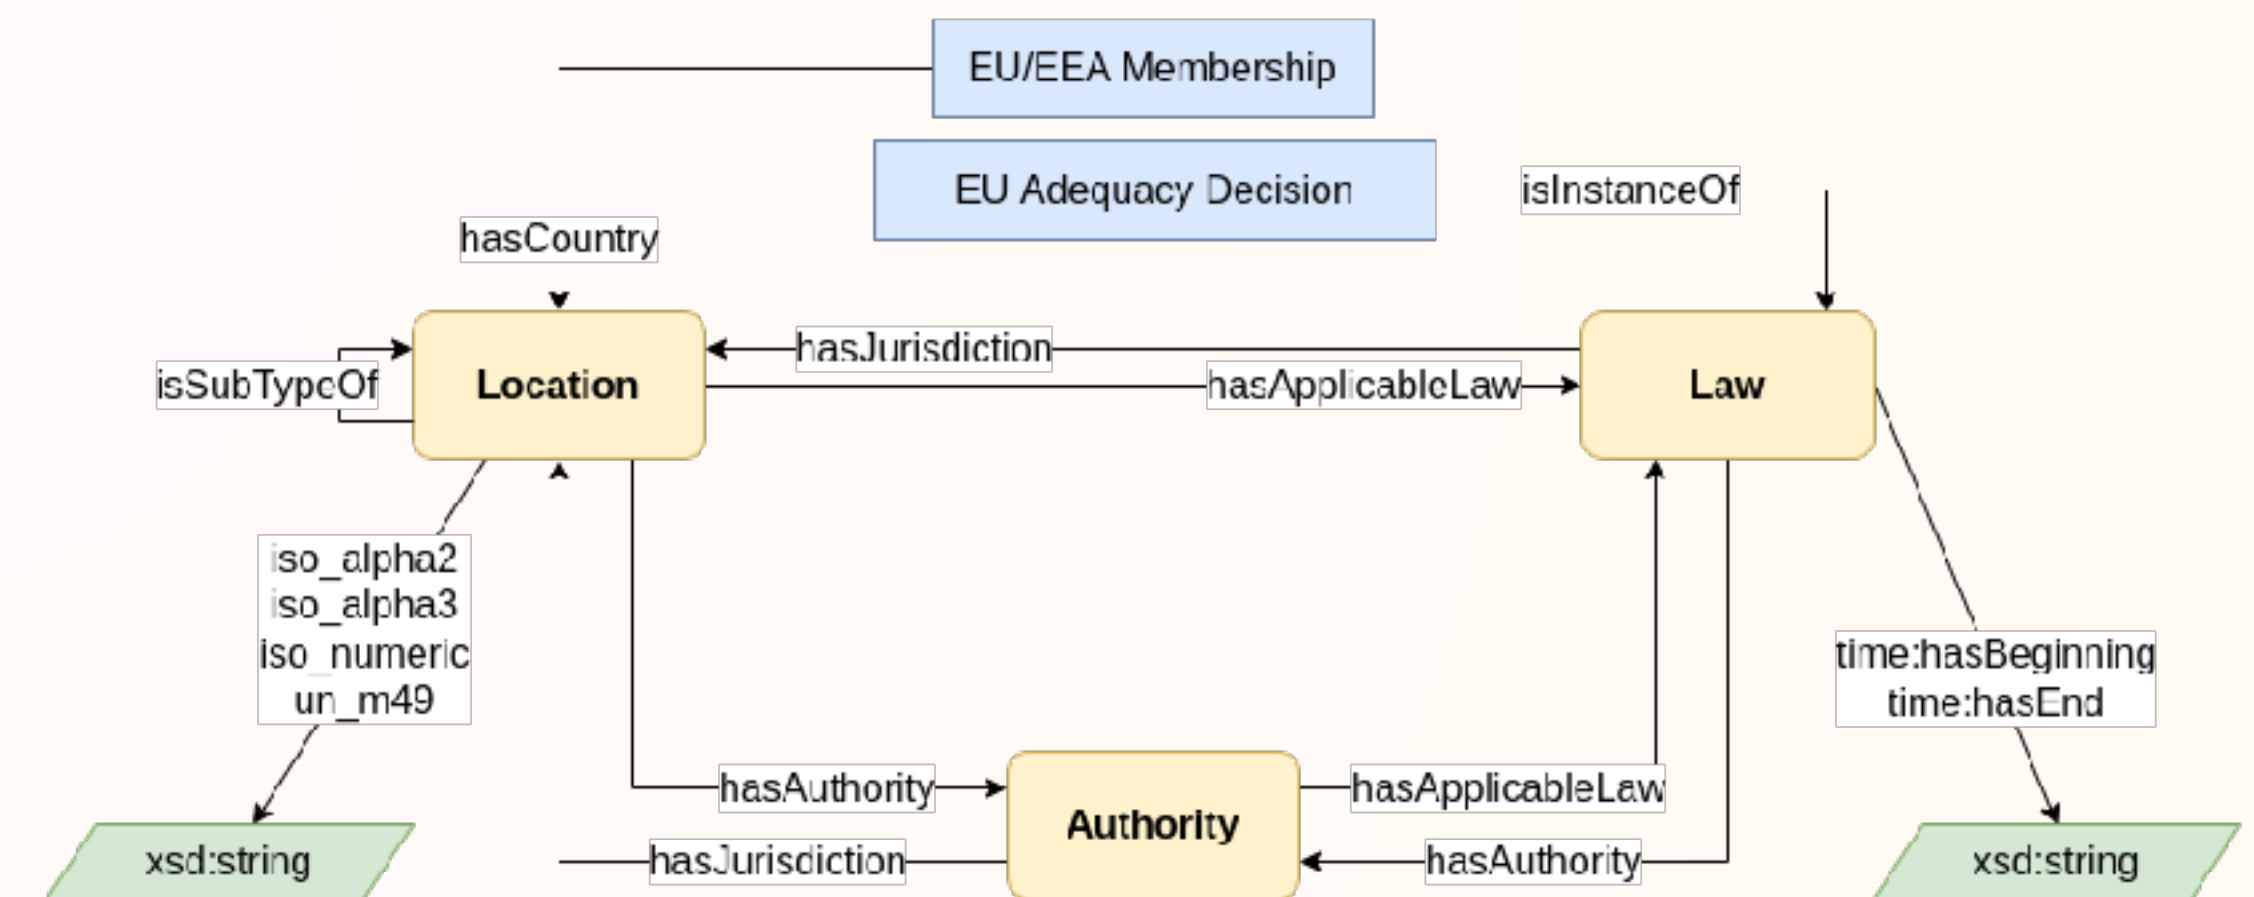 EU/EEA Membership
EU Adequacy Decision
isInstanceOf
hasCountry
hasJurisdiction
isSubTypeOf
Location
hasApplicableLaw
Law
iso_alpha2
iso_alpha3
iso_numeric
un_m49
time:hasBeginning
time:hasEnd
hasAuthority
hasApplicableLaw
Authority
xsd:string
hasJurisdiction
hasAuthority
xsd:string